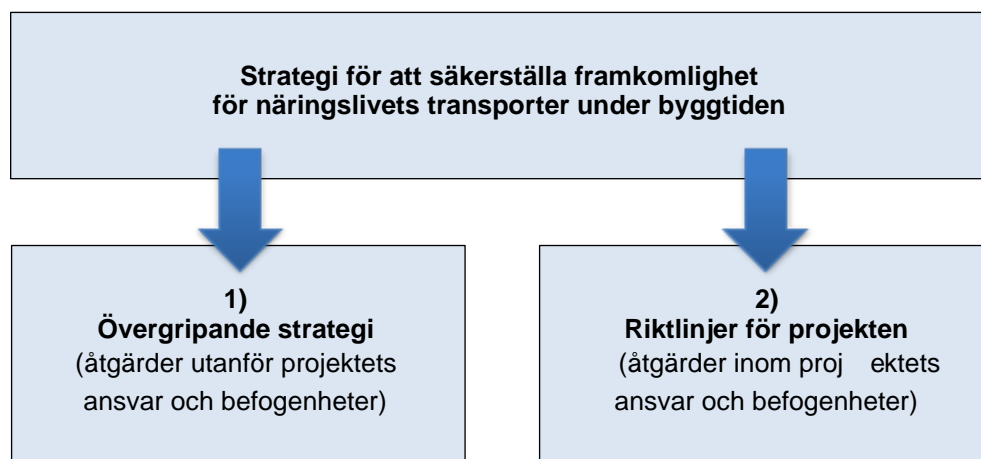 Strategi för att säkerställa framkomlighet
för näringslivets transporter under byggtiden
1)
Övergripande strategi
(åtgärder utanför projektets
ansvar och befogenheter)
2)
Riktlinjer för projekten
(åtgärder inom proj ektets
ansvar och befogenheter)